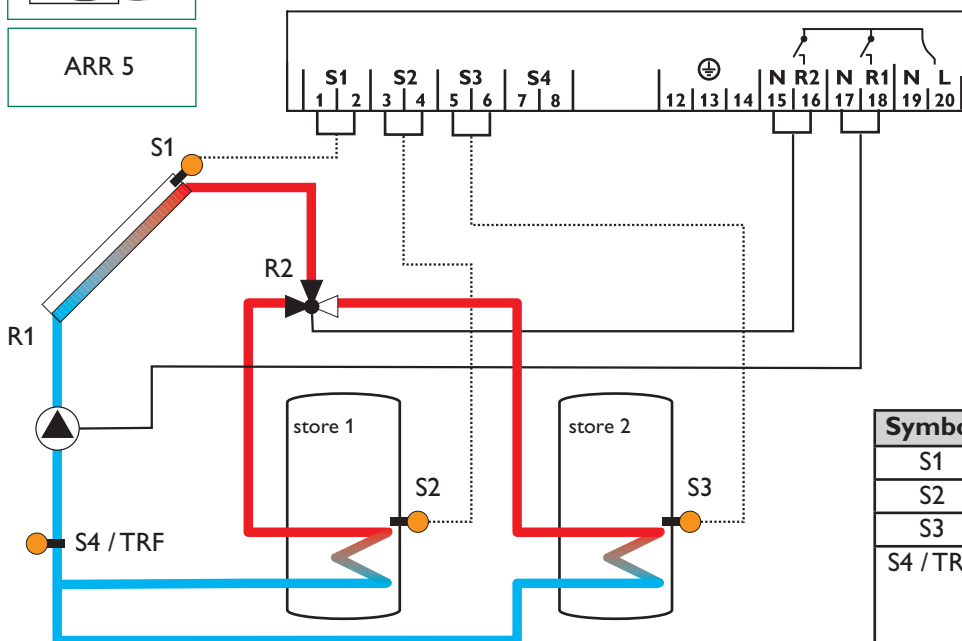 ARR 5
S1 S2 S3 S4 N R2 N R1 N L
1 2 3 4 5 6 7 8 12 13 14 15 16 17 18 19 20
S1
R2
R1
store 1
store 2
S2
S3
S4 / TRF
Symbo
S1
S2
S3
S4 / TR